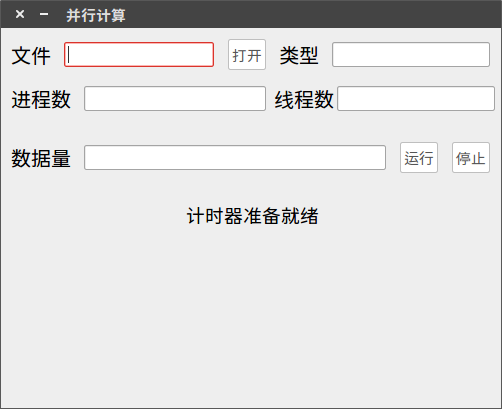 并行计算
文件 打开 类型
进程数 线程数
数据量 运行 停止
计时器准备就绪